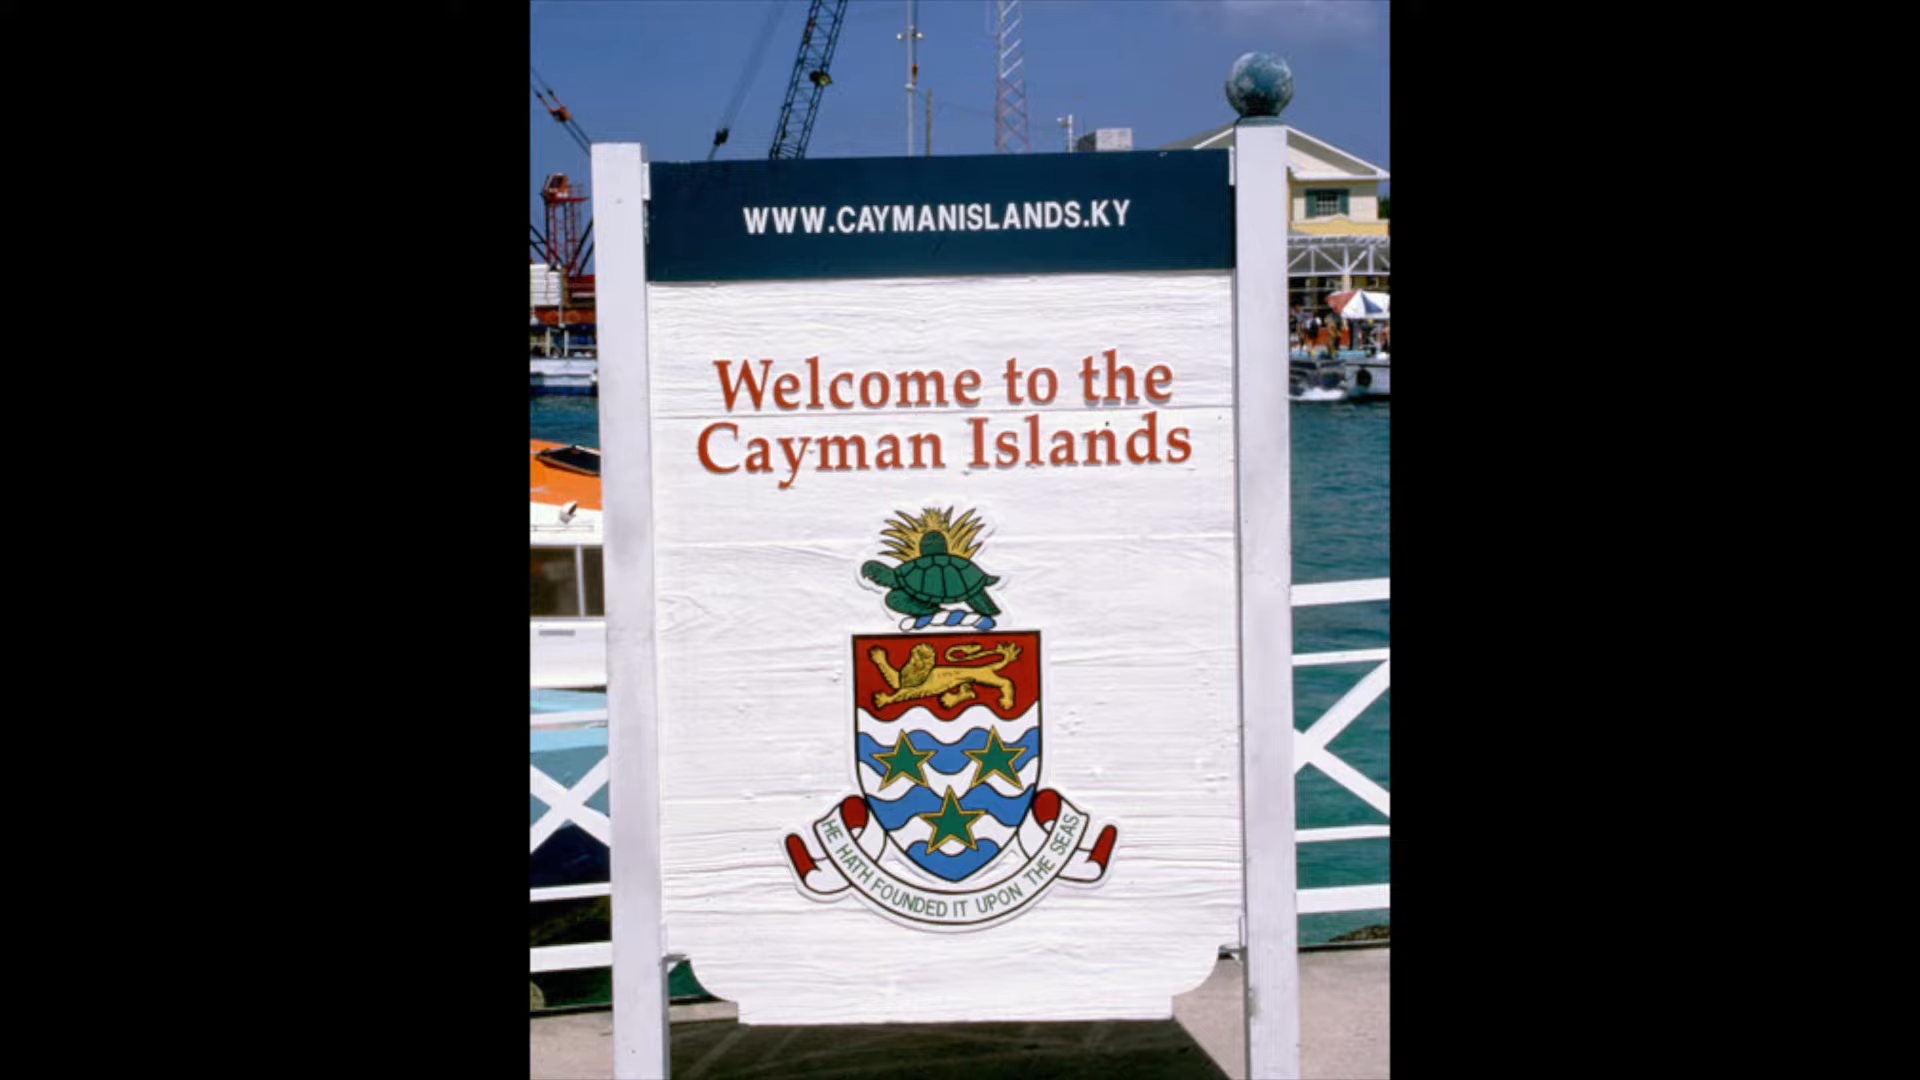 WWW.CAYMANISLANDS.KY
Welcome to the
Cayman Islands
HE HATH FOUNDED IT UPON THE SEAS